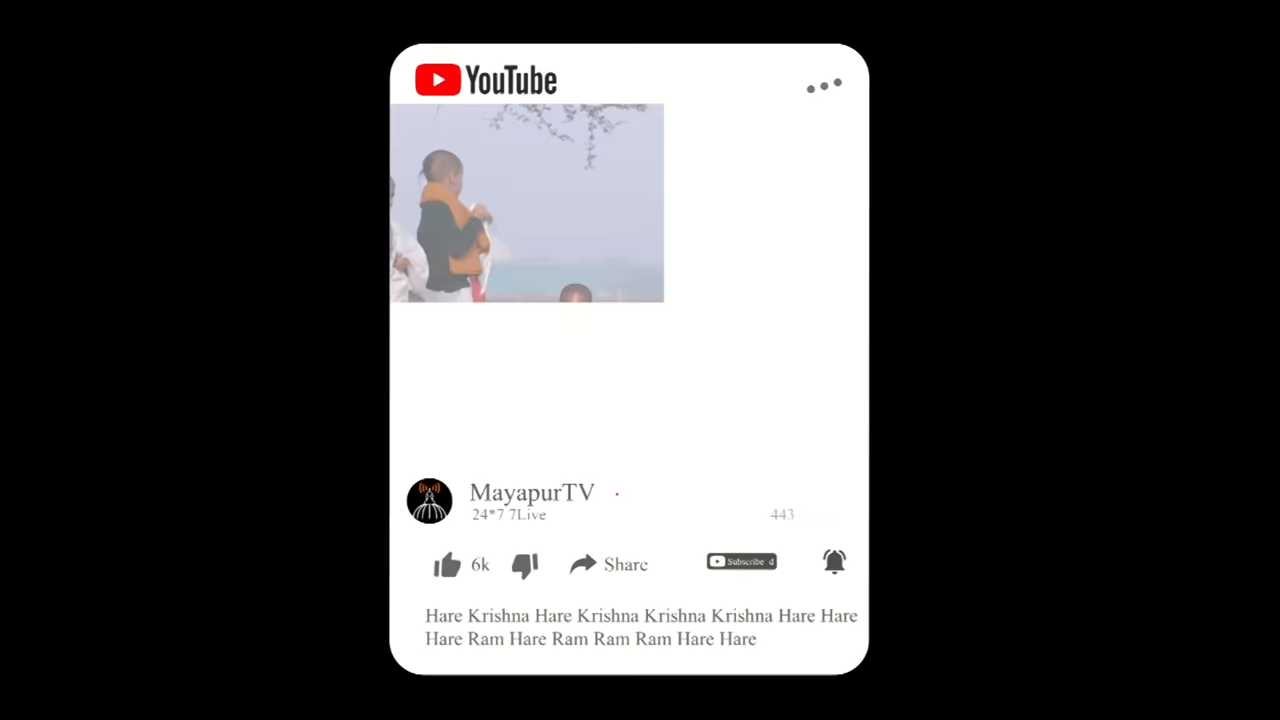 YouTube
MayapurTV
24*7 7Live
443
6k
Share
Subscribe d
Hare Krishna Hare Krishna Krishna Krishna Hare Hare
Hare Ram Hare Ram Ram Ram Hare Hare